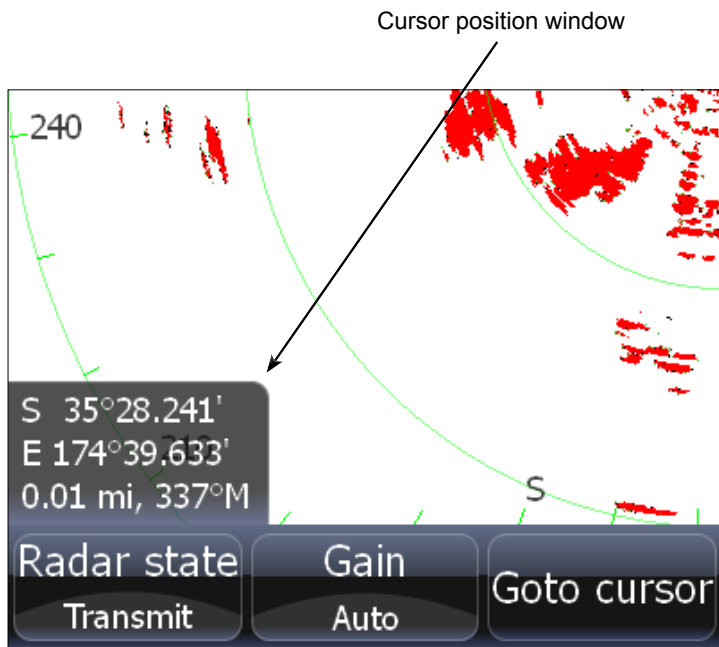 Cursor position window
240
S 35°28.241'
E 174°39.633'
210
0.01 mi, 337°M
S
Radar state
Transmit
Gain
Auto
Goto cursor